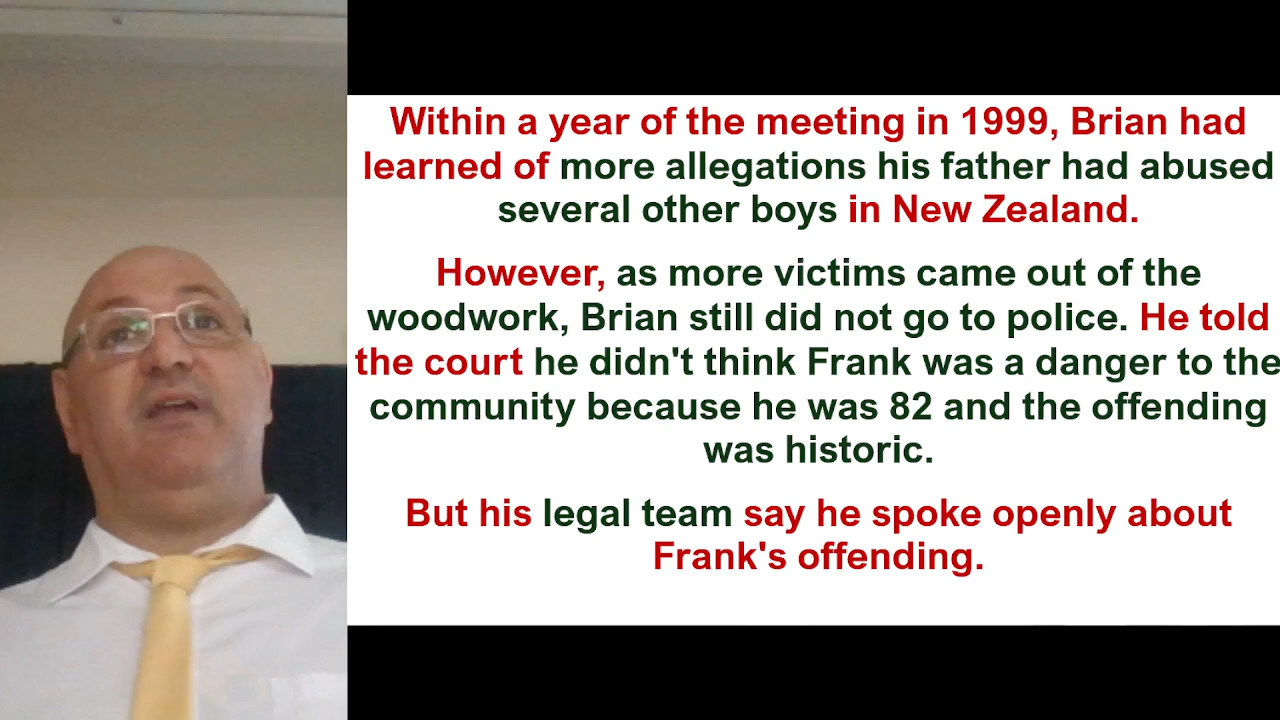 Within a year of the meeting in 1999, Brian had
learned of more allegations his father had abused
several other boys in New Zealand.
However, as more victims came out of the
woodwork, Brian still did not go to police. He told
the court he didn't think Frank was a danger to the
community because he was 82 and the offending
was historic.
But his legal team say he spoke openly about
Frank's offending.